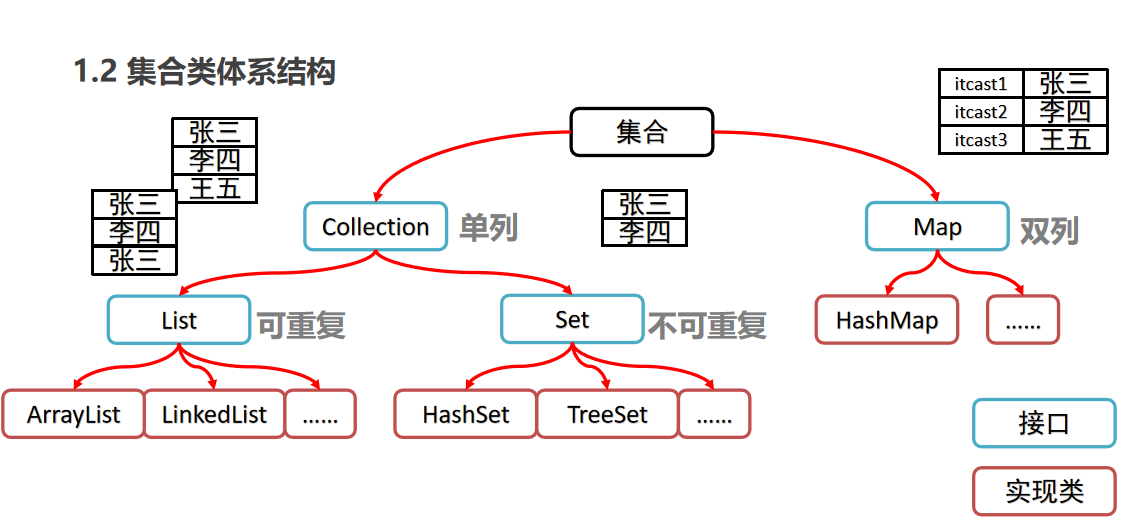 1.2 集合类体系结构
itcast1 张三
itcast2 李四
itcast3 王五
集合
张三
李四
王五
张三
李四
张三
Collection
单列
张三
李四
Map
双列
List
可重复
Set
不可重复
HashMap
……
ArrayList
LinkedList
……
HashSet
TreeSet
……
接口
实现类